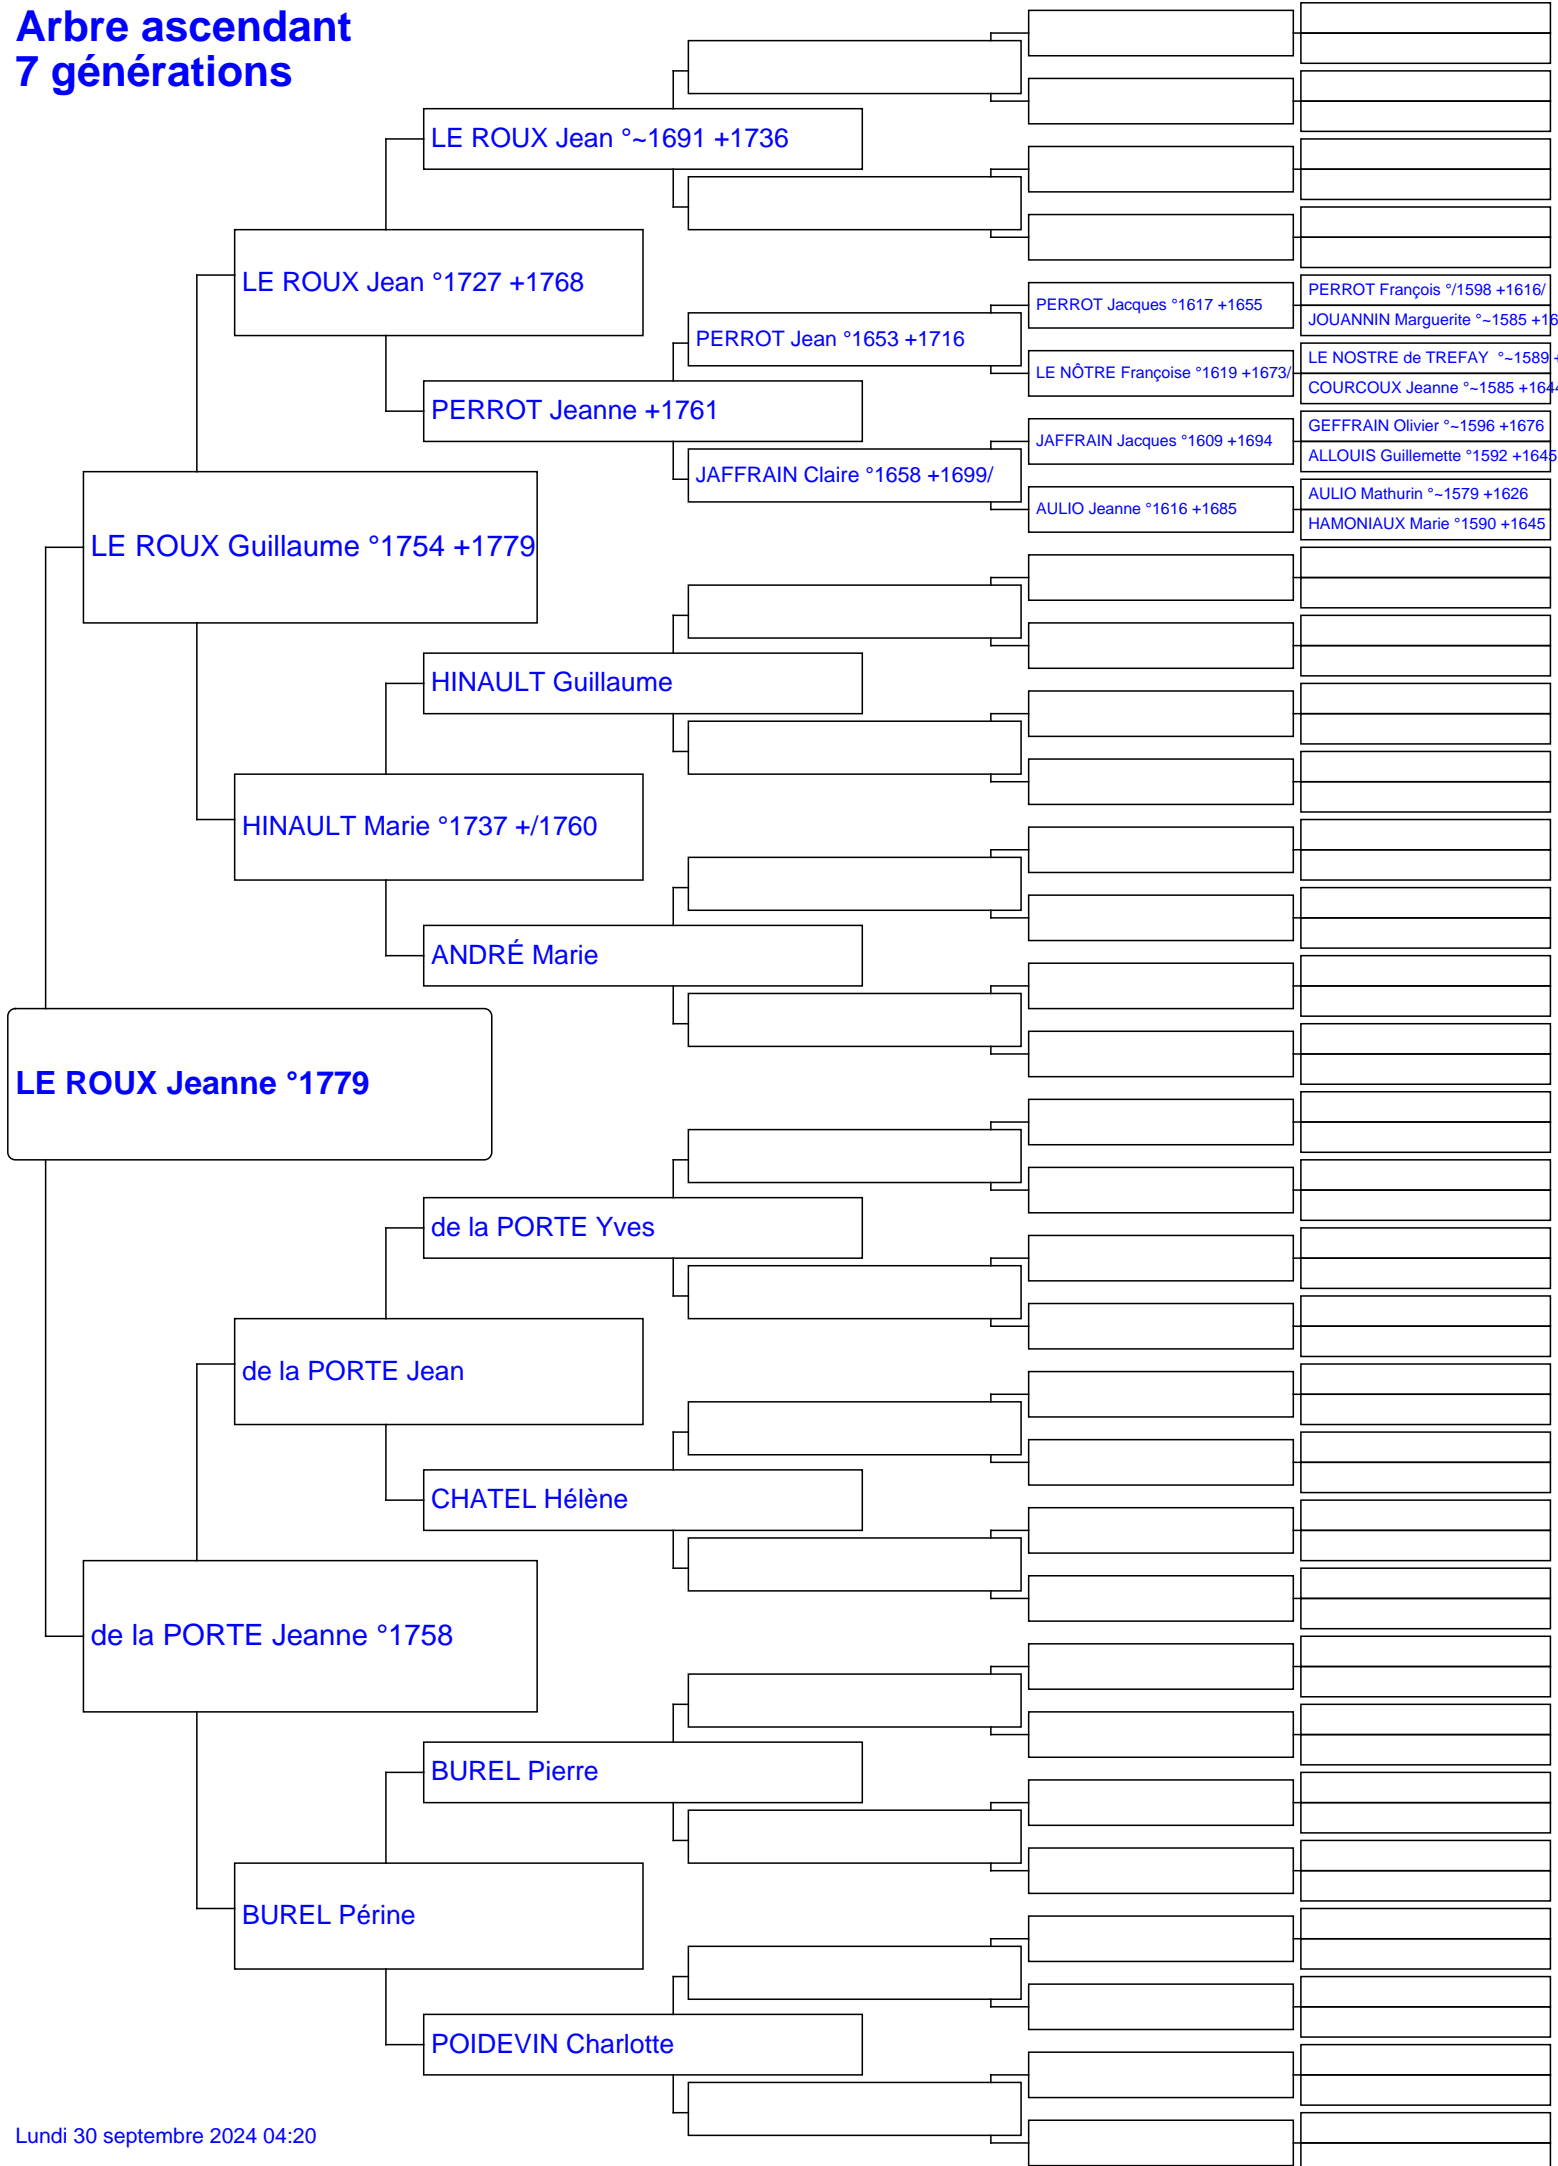 Arbre ascendant
7 générations
LE ROUX Jean °~1691 +1736
LE ROUX Jean °1727 +1768
PERROT François °/1598 +1616/
PERROT Jacques °1617 +1655
JOUANNIN Marguerite °~1585 +16
PERROT Jean °1653 +1716
LE NOSTRE de TREFAY °~1589 +
LE NÔTRE Françoise °1619 +1673/
COURCOUX Jeanne °~1585 +1644
PERROT Jeanne +1761
GEFFRAIN Olivier °~1596 +1676
JAFFRAIN Jacques °1609 +1694
ALLOUIS Guillemette °1592 +1645
JAFFRAIN Claire °1658 +1699/
AULIO Mathurin °~1579 +1626
AULIO Jeanne °1616 +1685
HAMONIAUX Marie °1590 +1645
LE ROUX Guillaume °1754 +1779
HINAULT Guillaume
HINAULT Marie °1737 +/1760
ANDRÉ Marie
LE ROUX Jeanne °1779
de la PORTE Yves
de la PORTE Jean
CHATEL Hélène
de la PORTE Jeanne °1758
BUREL Pierre
BUREL Périne
POIDEVIN Charlotte
Lundi 30 septembre 2024 04:20